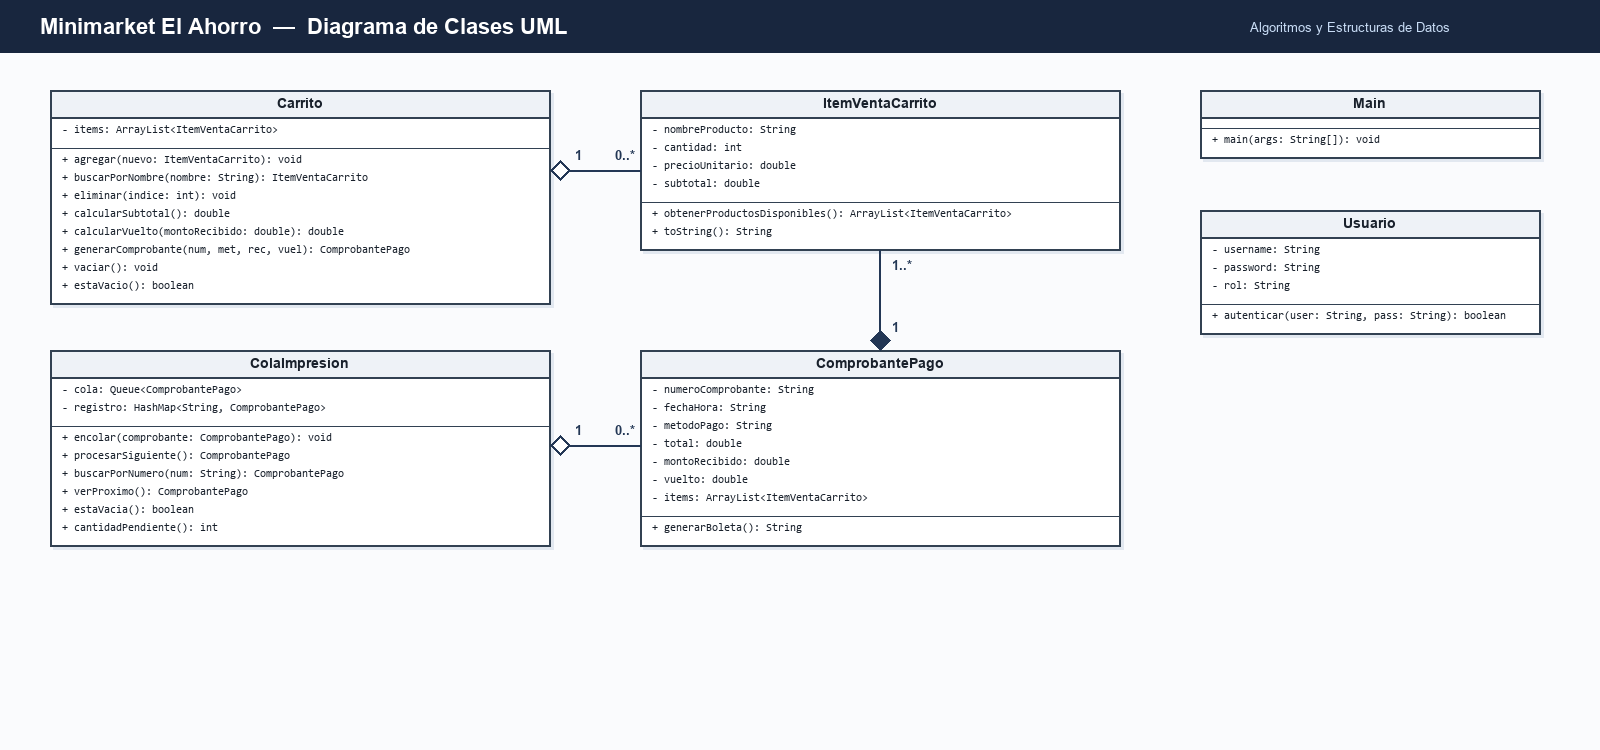 Minimarket El Ahorro — Diagrama de Clases UML
Algoritmos y Estructuras de Datos
Carrito
- items: ArrayList<ItemVentaCarrito>
+ agregar(nuevo: ItemVentaCarrito): void
+ buscarPorNombre(nombre: String): ItemVentaCarrito
+ eliminar(indice: int): void
+ calcularSubtotal(): double
+ calcularVuelto(montoRecibido: double): double
+ generarComprobante(num, met, rec, vuel): ComprobantePago
+ vaciar(): void
+ estaVacio(): boolean
1 0..*
ItemVentaCarrito
- nombreProducto: String
- cantidad: int
- precioUnitario: double
- subtotal: double
+ obtenerProductosDisponibles(): ArrayList<ItemVentaCarrito>
+ toString(): String
1..*
1
Main
+ main(args: String[]): void
Usuario
- username: String
- password: String
- rol: String
+ autenticar(user: String, pass: String): boolean
ColaImpresion
- cola: Queue<ComprobantePago>
- registro: HashMap<String, ComprobantePago>
+ encolar(comprobante: ComprobantePago): void
+ procesarSiguiente(): ComprobantePago
+ buscarPorNumero(num: String): ComprobantePago
+ verProximo(): ComprobantePago
+ estaVacia(): boolean
+ cantidadPendiente(): int
1 0..*
ComprobantePago
- numeroComprobante: String
- fechaHora: String
- metodoPago: String
- total: double
- montoRecibido: double
- vuelto: double
- items: ArrayList<ItemVentaCarrito>
+ generarBoleta(): String